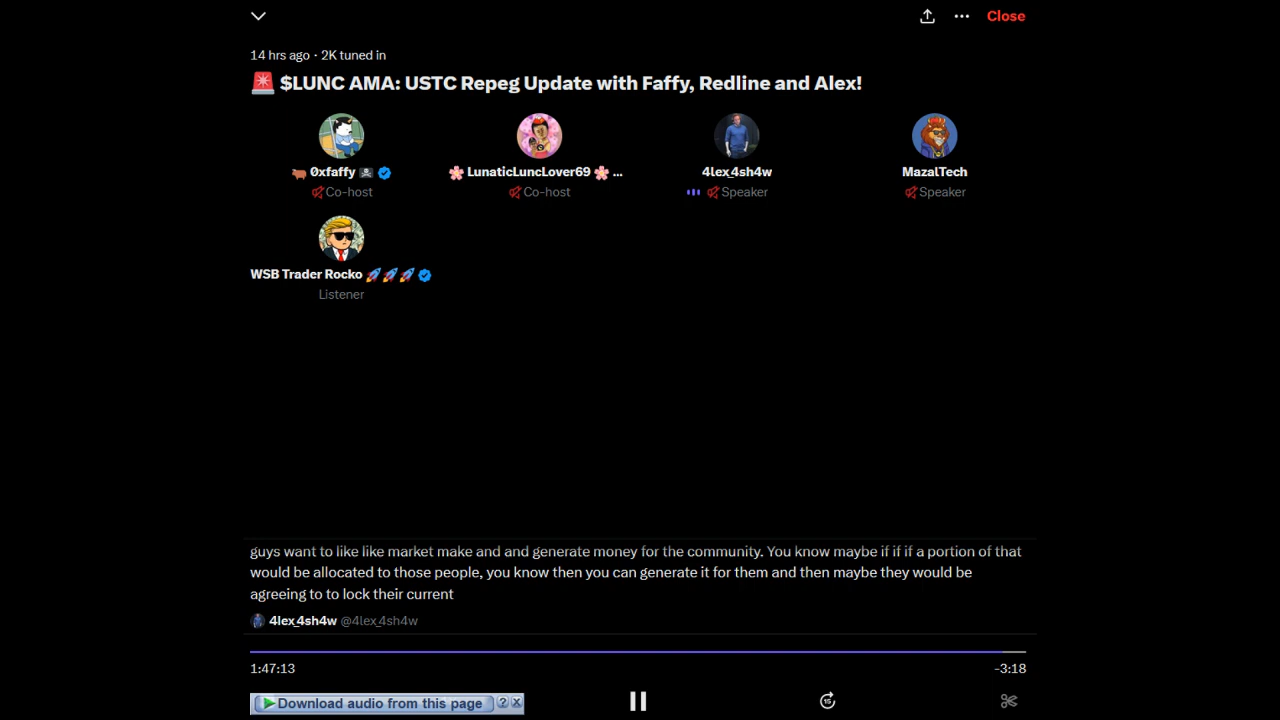 Close
14 hrs ago · 2K tuned in
🚨 $LUNC AMA: USTC Repeg Update with Faffy, Redline and Alex!
🐂 0xfaffy 🏴‍☠️
🌸 LunaticLuncLover69 🌸 ...
4lex_4sh4w
MazalTech
Co-host
Co-host
Speaker
Speaker
WSB Trader Rocko 🚀🚀🚀
Listener
guys want to like like market make and and generate money for the community. You know maybe if if if a portion of that
would be allocated to those people, you know then you can generate it for them and then maybe they would be
agreeing to to lock their current
4lex_4sh4w @4lex_4sh4w
1:47:13
-3:18
Download audio from this page ? X
15